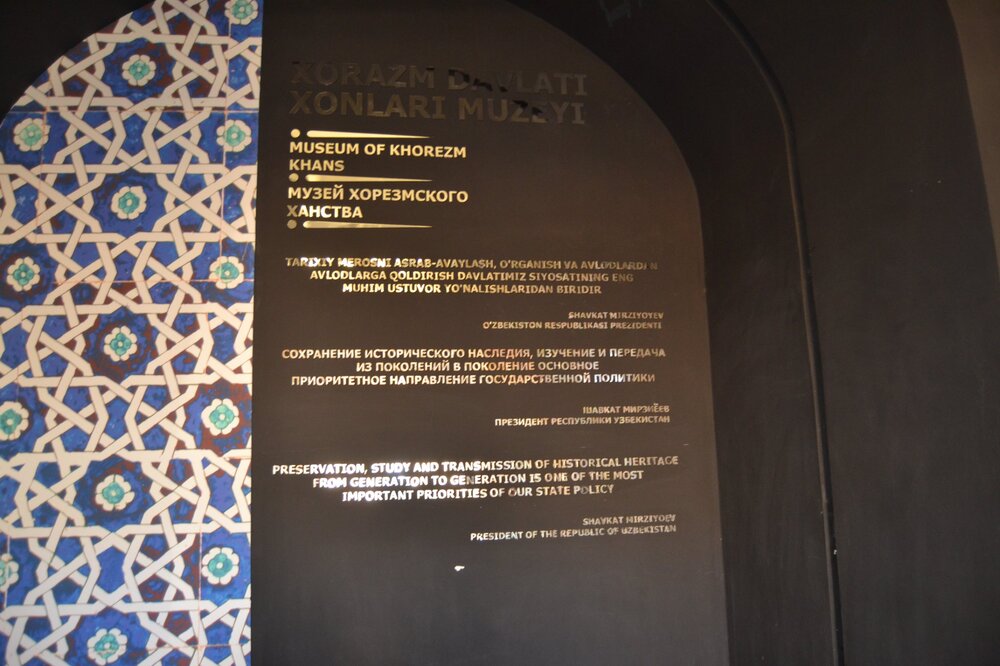 XORAZM DAVLATI
XONLARI MUZEYI
MUSEUM OF KHOREZM
KHANS
МУЗЕЙ ХОРЕЗМСКОГО
ХАНСТВА
TARIXIY MEROSNI ASRAB-AVAYLASH, O'RGANISH VA AVLODLARDAN
AVLODLARGA QOLDIRISH DAVLATIMIZ SIYOSATINING ENG
MUHIM USTUVOR YO'NALISHLARIDAN BIRIDIR
SHAVKAT MIRZIYOYEV
O'ZBEKISTON RESPUBLIKASI PREZIDENTI
СОХРАНЕНИЕ ИСТОРИЧЕСКОГО НАСЛЕДИЯ, ИЗУЧЕНИЕ И ПЕРЕДАЧА
ИЗ ПОКОЛЕНИЙ В ПОКОЛЕНИЕ ОСНОВНОЕ
ПРИОРИТЕТНОЕ НАПРАВЛЕНИЕ ГОСУДАРСТВЕННОЙ ПОЛИТИКИ
ШАВКАТ МИРЗИЁЕВ
ПРЕЗИДЕНТ РЕСПУБЛИКИ УЗБЕКИСТАН
PRESERVATION, STUDY AND TRANSMISSION OF HISTORICAL HERITAGE
FROM GENERATION TO GENERATION IS ONE OF THE MOST
IMPORTANT PRIORITIES OF OUR STATE POLICY
SHAVKAT MIRZIYOEV
PRESIDENT OF THE REPUBLIC OF UZBEKISTAN